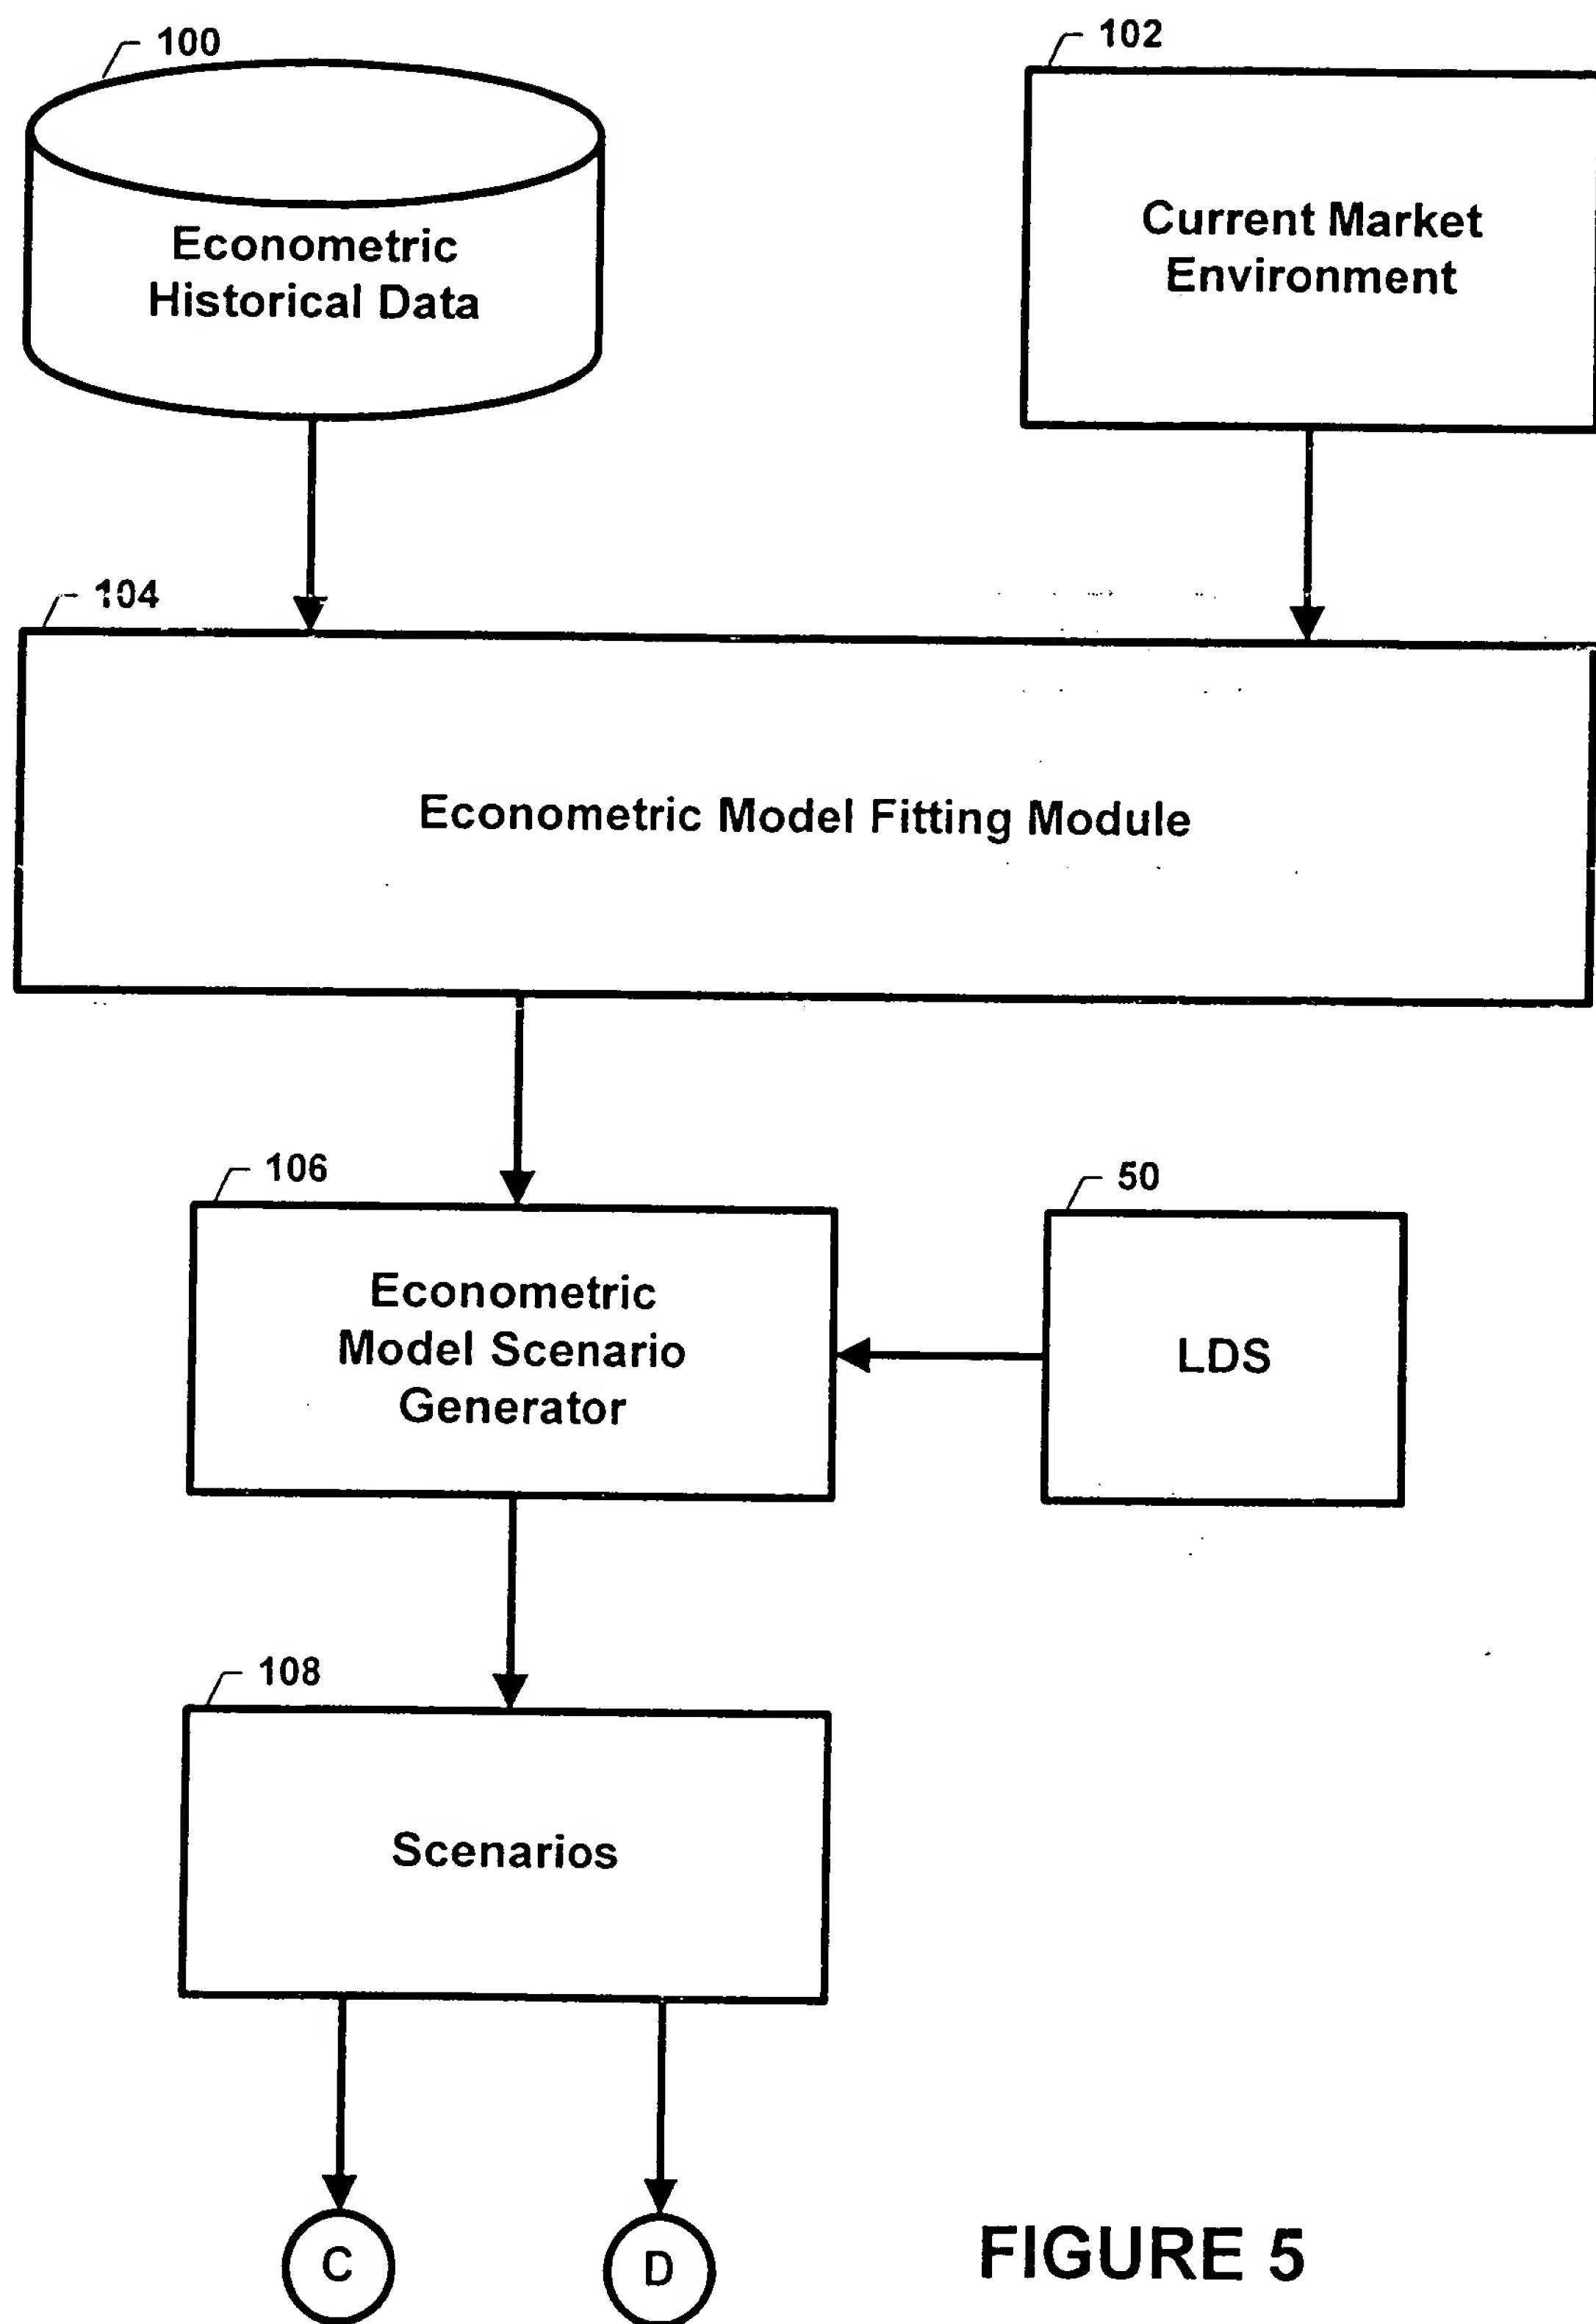 100
102
Econometric
Historical Data
Current Market
Environment
104
Econometric Model Fitting Module
106
50
Econometric
Model Scenario
Generator
LDS
108
Scenarios
C
D
FIGURE 5